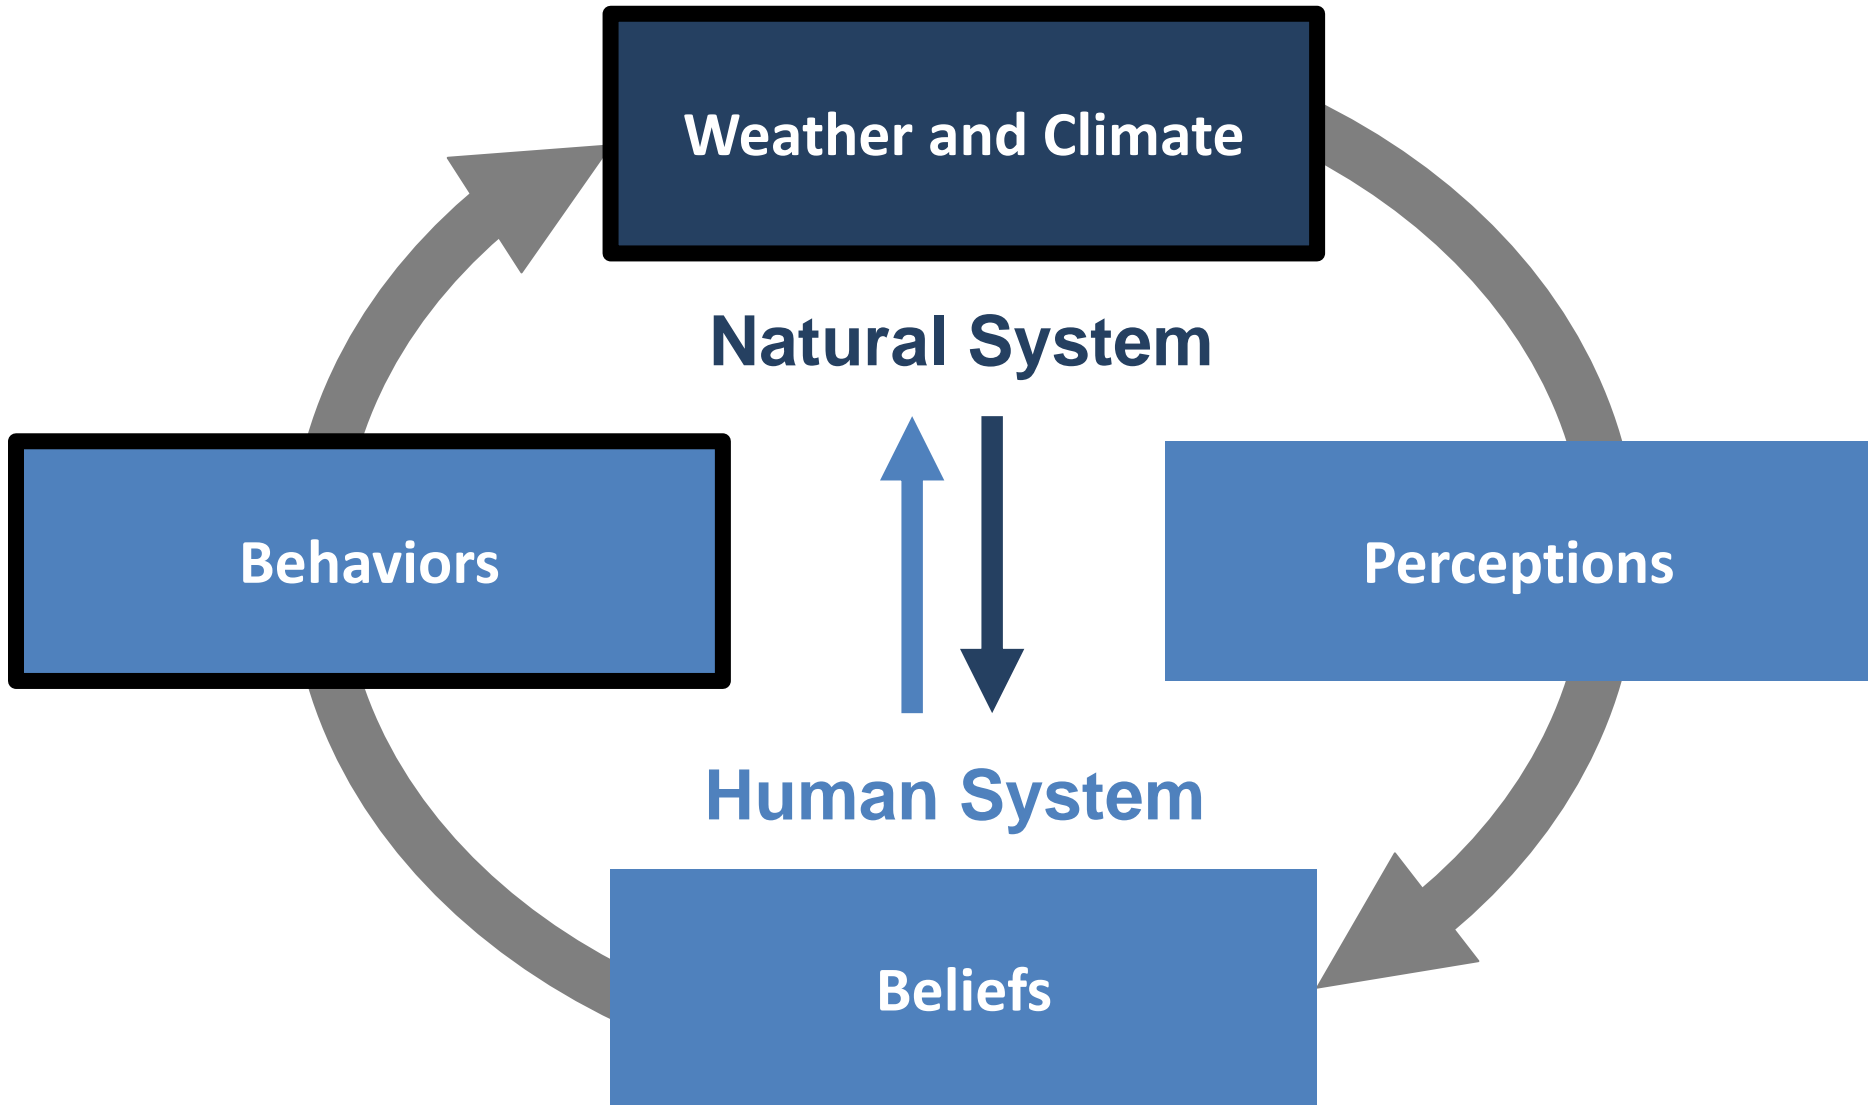 Weather and Climate
Natural System
Behaviors
Perceptions
Human System
Beliefs